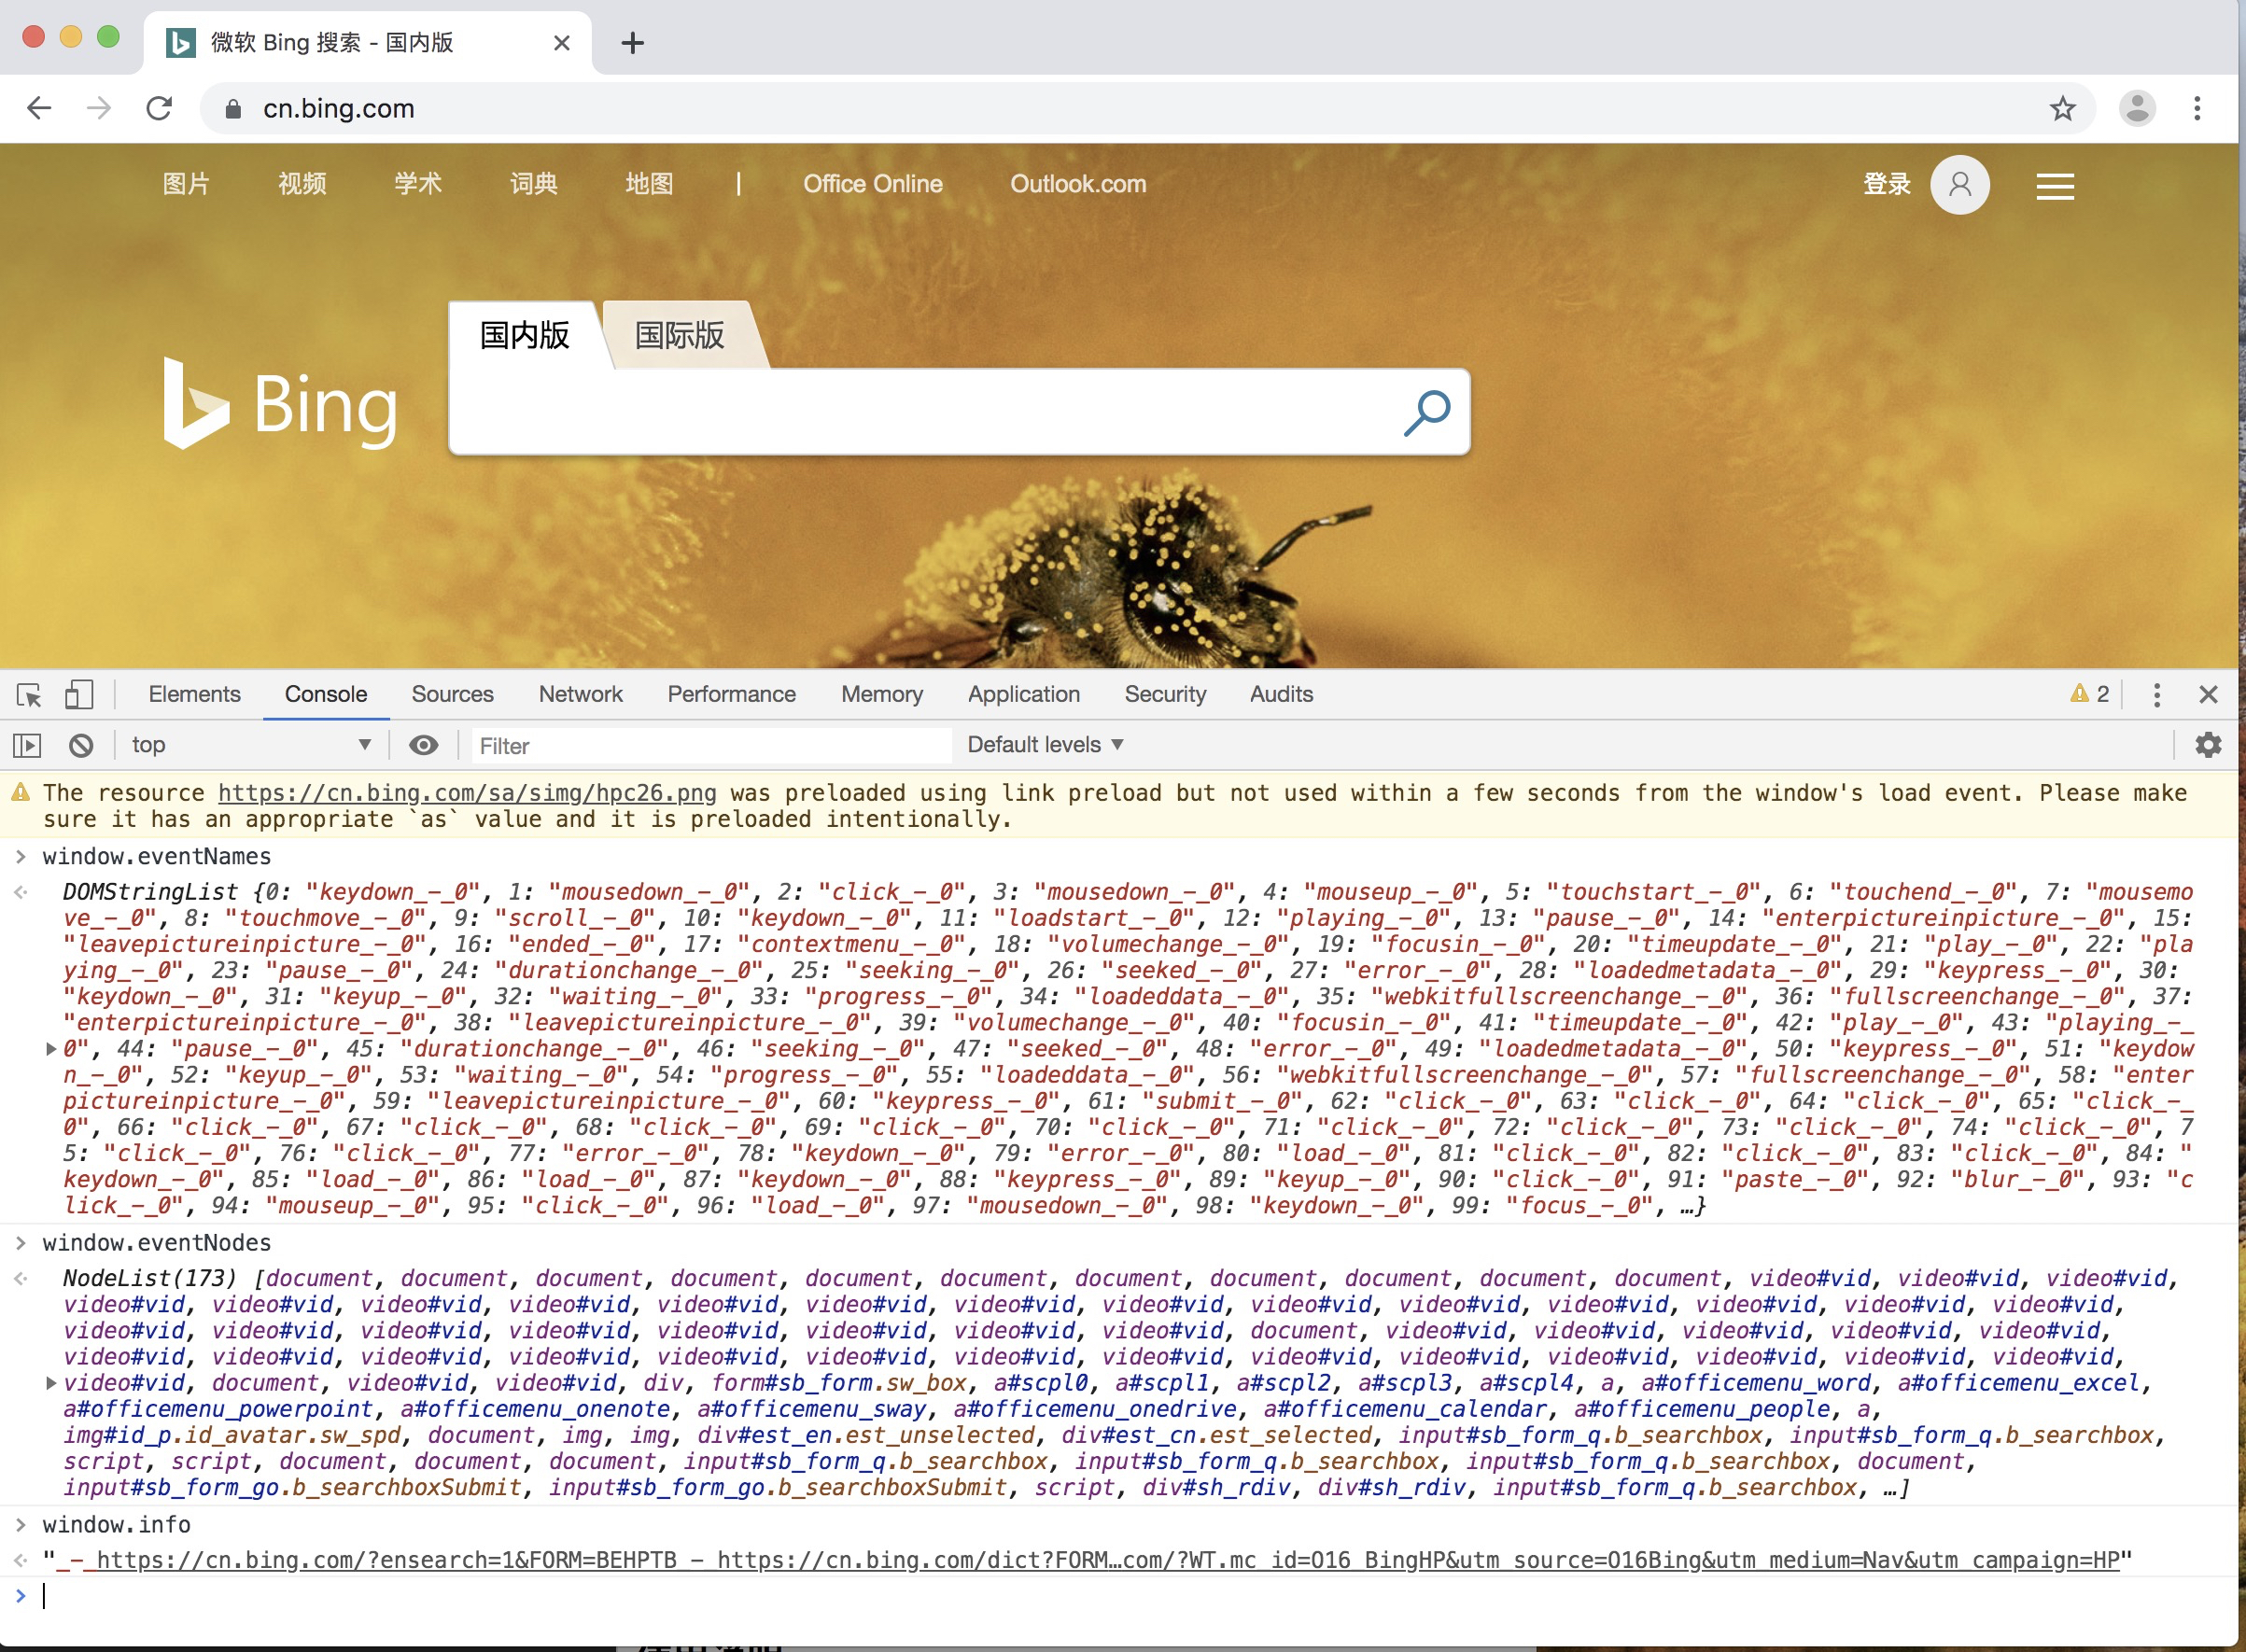 微软 Bing 搜索 - 国内版
cn.bing.com
图片 视频 学术 词典 地图 | Office Online Outlook.com 登录
国内版 国际版
Bing
Elements Console Sources Network Performance Memory Application Security Audits 2
top Filter Default levels
The resource https://cn.bing.com/sa/simg/hpc26.png was preloaded using link preload but not used within a few seconds from the window's load event. Please make
sure it has an appropriate `as` value and it is preloaded intentionally.
> window.eventNames
DOMStringList {0: "keydown_-_0", 1: "mousedown_-_0", 2: "click_-_0", 3: "mousedown_-_0", 4: "mouseup_-_0", 5: "touchstart_-_0", 6: "touchend_-_0", 7: "mousemo
ve_-_0", 8: "touchmove_-_0", 9: "scroll_-_0", 10: "keydown_-_0", 11: "loadstart_-_0", 12: "playing_-_0", 13: "pause_-_0", 14: "enterpictureinpicture_-_0", 15:
"leavepictureinpicture_-_0", 16: "ended_-_0", 17: "contextmenu_-_0", 18: "volumechange_-_0", 19: "focusin_-_0", 20: "timeupdate_-_0", 21: "play_-_0", 22: "pla
ying_-_0", 23: "pause_-_0", 24: "durationchange_-_0", 25: "seeking_-_0", 26: "seeked_-_0", 27: "error_-_0", 28: "loadedmetadata_-_0", 29: "keypress_-_0", 30:
"keydown_-_0", 31: "keyup_-_0", 32: "waiting_-_0", 33: "progress_-_0", 34: "loadeddata_-_0", 35: "webkitfullscreenchange_-_0", 36: "fullscreenchange_-_0", 37:
"enterpictureinpicture_-_0", 38: "leavepictureinpicture_-_0", 39: "volumechange_-_0", 40: "focusin_-_0", 41: "timeupdate_-_0", 42: "play_-_0", 43: "playing_-_
0", 44: "pause_-_0", 45: "durationchange_-_0", 46: "seeking_-_0", 47: "seeked_-_0", 48: "error_-_0", 49: "loadedmetadata_-_0", 50: "keypress_-_0", 51: "keydow
n_-_0", 52: "keyup_-_0", 53: "waiting_-_0", 54: "progress_-_0", 55: "loadeddata_-_0", 56: "webkitfullscreenchange_-_0", 57: "fullscreenchange_-_0", 58: "enter
pictureinpicture_-_0", 59: "leavepictureinpicture_-_0", 60: "keypress_-_0", 61: "submit_-_0", 62: "click_-_0", 63: "click_-_0", 64: "click_-_0", 65: "click_-_
0", 66: "click_-_0", 67: "click_-_0", 68: "click_-_0", 69: "click_-_0", 70: "click_-_0", 71: "click_-_0", 72: "click_-_0", 73: "click_-_0", 74: "click_-_0", 7
5: "click_-_0", 76: "click_-_0", 77: "error_-_0", 78: "keydown_-_0", 79: "error_-_0", 80: "load_-_0", 81: "click_-_0", 82: "click_-_0", 83: "click_-_0", 84: "
keydown_-_0", 85: "load_-_0", 86: "load_-_0", 87: "keydown_-_0", 88: "keypress_-_0", 89: "keyup_-_0", 90: "click_-_0", 91: "paste_-_0", 92: "blur_-_0", 93: "c
lick_-_0", 94: "mouseup_-_0", 95: "click_-_0", 96: "load_-_0", 97: "mousedown_-_0", 98: "keydown_-_0", 99: "focus_-_0", …}
> window.eventNodes
NodeList(173) [document, document, document, document, document, document, document, document, document, document, document, video#vid, video#vid, video#vid,
video#vid, video#vid, video#vid, video#vid, video#vid, video#vid, video#vid, video#vid, video#vid, video#vid, video#vid, video#vid, video#vid, video#vid,
video#vid, video#vid, video#vid, video#vid, video#vid, video#vid, video#vid, video#vid, document, video#vid, video#vid, video#vid, video#vid, video#vid,
video#vid, video#vid, video#vid, video#vid, video#vid, video#vid, video#vid, video#vid, video#vid, video#vid, video#vid, video#vid, video#vid, video#vid,
video#vid, document, video#vid, video#vid, div, form#sb_form.sw_box, a#scpl0, a#scpl1, a#scpl2, a#scpl3, a#scpl4, a, a#officemenu_word, a#officemenu_excel,
a#officemenu_powerpoint, a#officemenu_onenote, a#officemenu_sway, a#officemenu_onedrive, a#officemenu_calendar, a#officemenu_people, a,
img#id_p.id_avatar.sw_spd, document, img, img, div#est_en.est_unselected, div#est_cn.est_selected, input#sb_form_q.b_searchbox, input#sb_form_q.b_searchbox,
script, script, document, document, document, input#sb_form_q.b_searchbox, input#sb_form_q.b_searchbox, input#sb_form_q.b_searchbox, document,
input#sb_form_go.b_searchboxSubmit, input#sb_form_go.b_searchboxSubmit, script, div#sh_rdiv, div#sh_rdiv, input#sb_form_q.b_searchbox, …]
> window.info
"_-_https://cn.bing.com/?ensearch=1&FORM=BEHPTB_-_https://cn.bing.com/dict?FORM…com/?WT.mc_id=O16_BingHP&utm_source=O16Bing&utm_medium=Nav&utm_campaign=HP"
>